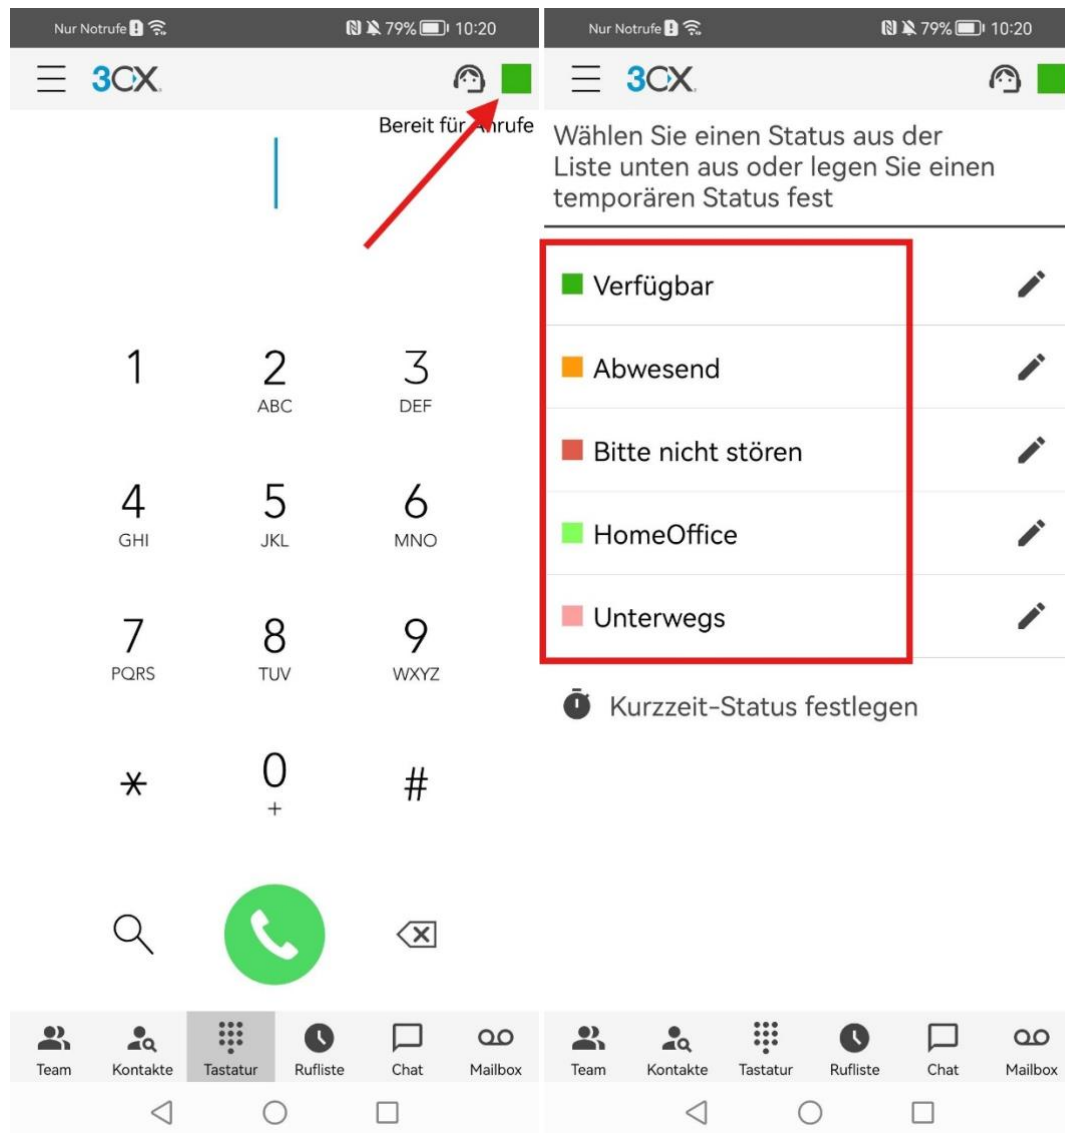 Nur Notrufe
79%
10:20
3CX
Bereit für Anrufe
1
2
3
ABC
DEF
4
5
6
GHI
JKL
MNO
7
8
9
PQRS
TUV
WXYZ
*
0
#
+
Team
Kontakte
Tastatur
Rufliste
Chat
Mailbox
Nur Notrufe
79%
10:20
3CX
Wählen Sie einen Status aus der
Liste unten aus oder legen Sie einen
temporären Status fest
Verfügbar
Abwesend
Bitte nicht stören
HomeOffice
Unterwegs
Kurzzeit-Status festlegen
Team
Kontakte
Tastatur
Rufliste
Chat
Mailbox